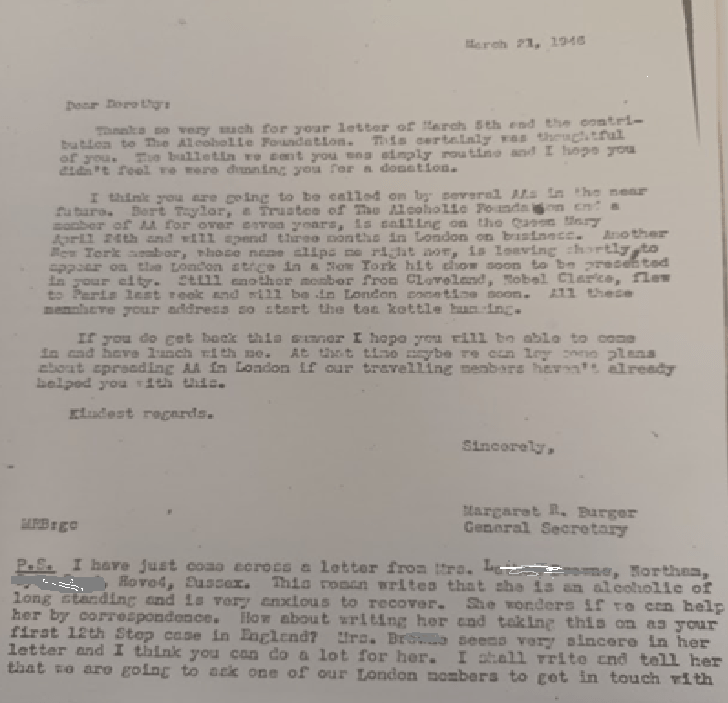 March 21, 1946
Dear Dorothy:
Thanks so very much for your letter of March 5th and the contri-
bution to The Alcoholic Foundation. This certainly was thoughtful
of you. The bulletin we sent you was simply routine and I hope you
didn't feel we were dunning you for a donation.
I think you are going to be called on by several AAs in the near
future. Bert Taylor, a Trustee of The Alcoholic Foundation and a
member of AA for over seven years, is sailing on the Queen Mary
April 24th and will spend three months in London on business. Another
New York member, whose name slips me right now, is leaving shortly to
appear on the London stage in a New York hit show soon to be presented
in your city. Still another member from Cleveland, Nobel Clarke, flew
to Paris last week and will be in London sometime soon. All these
menhave your address so start the tea kettle humming.
If you do get back this summer I hope you will be able to come
in and have lunch with me. At that time maybe we can lay some plans
about spreading AA in London if our travelling members haven't already
helped you with this.
Kindest regards.
Sincerely,
Margaret R. Burger
MRB:gc
General Secretary
P.S. I have just come across a letter from Mrs. Northam,
Hoved, Sussex. This woman writes that she is an alcoholic of
long standing and is very anxious to recover. She wonders if we can help
her by correspondence. How about writing her and taking this on as your
first 12th Step case in England? Mrs. seems very sincere in her
letter and I think you can do a lot for her. I shall write and tell her
that we are going to ask one of our London members to get in touch with